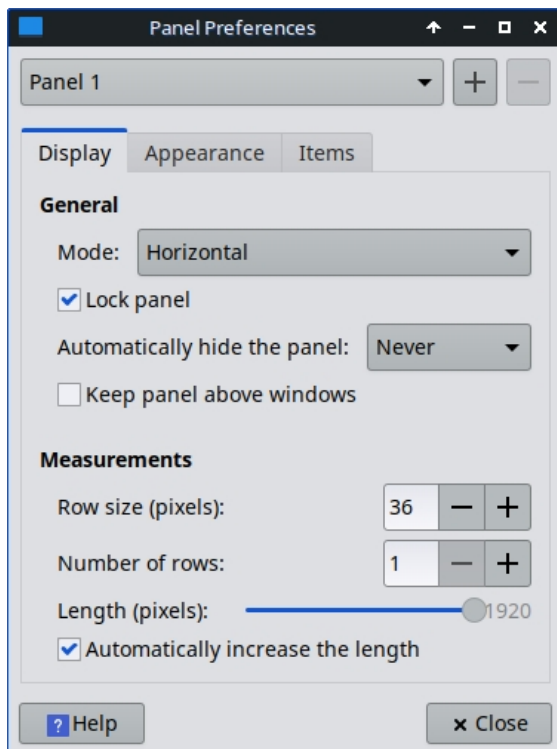 Panel Preferences
Panel 1
Display Appearance Items
General
Mode: Horizontal
Lock panel
Automatically hide the panel: Never
Keep panel above windows
Measurements
Row size (pixels): 36
Number of rows: 1
Length (pixels): 1920
Automatically increase the length
? Help × Close